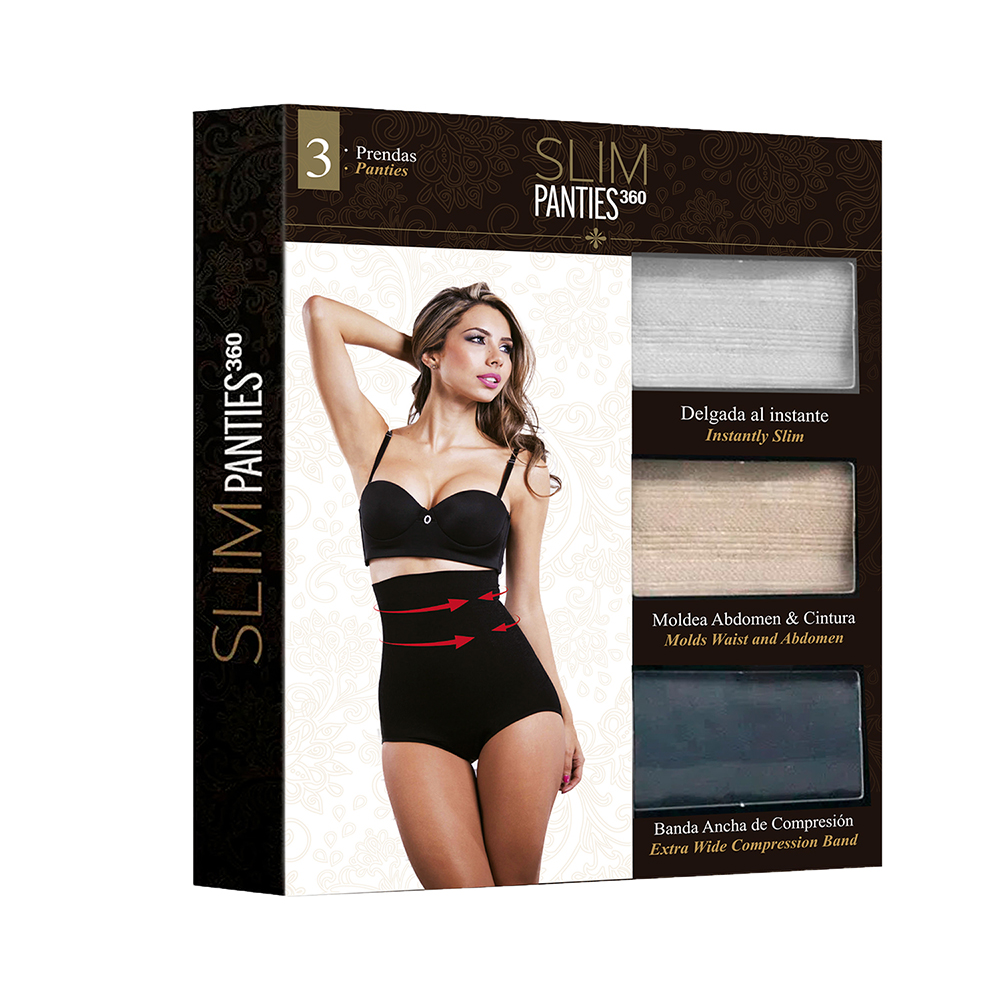 3
Prendas
Panties
SLIM
PANTIES360
SLIM PANTIES360
Delgada al instante
Instantly Slim
Moldea Abdomen & Cintura
Molds Waist and Abdomen
Banda Ancha de Compresión
Extra Wide Compression Band